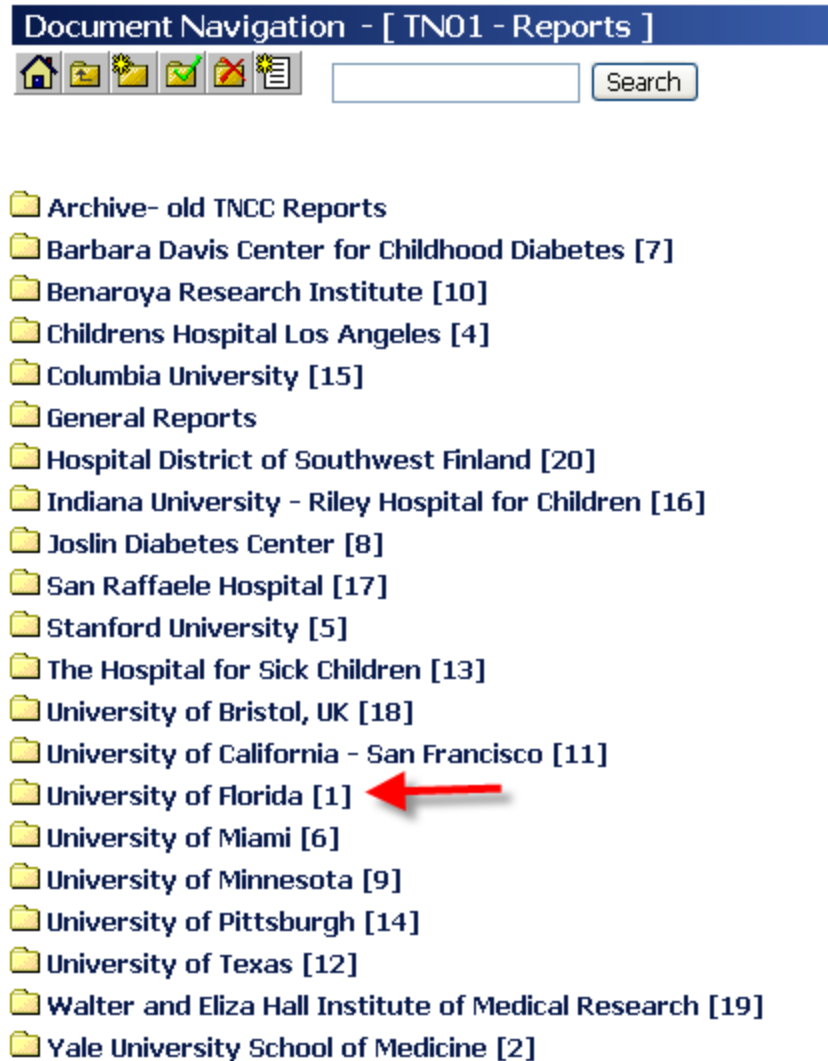 Document Navigation - [ TN01 - Reports ]
Search
Archive- old TNCC Reports
Barbara Davis Center for Childhood Diabetes [7]
Benaroya Research Institute [10]
Childrens Hospital Los Angeles [4]
Columbia University [15]
General Reports
Hospital District of Southwest Finland [20]
Indiana University - Riley Hospital for Children [16]
Joslin Diabetes Center [8]
San Raffaele Hospital [17]
Stanford University [5]
The Hospital for Sick Children [13]
University of Bristol, UK [18]
University of California - San Francisco [11]
University of Florida [1]
University of Miami [6]
University of Minnesota [9]
University of Pittsburgh [14]
University of Texas [12]
Walter and Eliza Hall Institute of Medical Research [19]
Yale University School of Medicine [2]